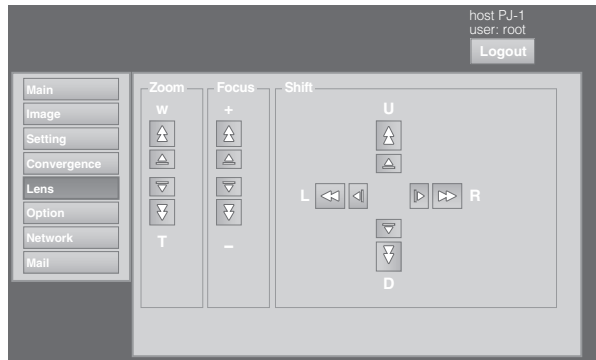 host PJ-1
user: root
Logout
Main
Image
Setting
Convergence
Lens
Option
Network
Mail
Zoom
W
T
Focus
+
–
Shift
U
L
R
D